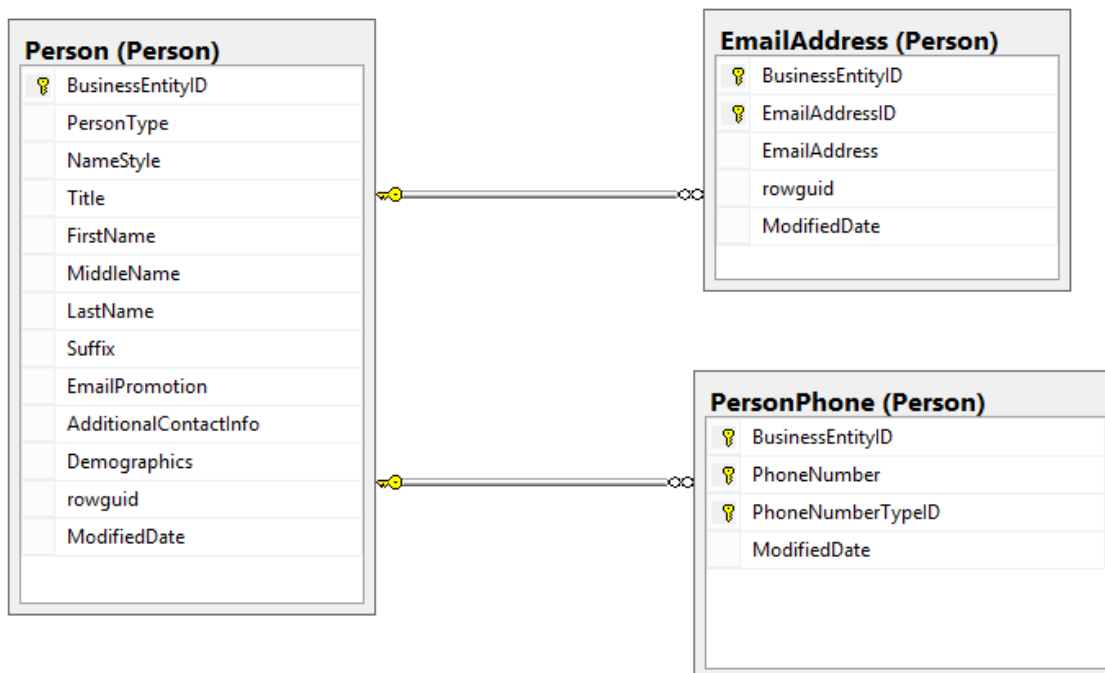 Person (Person)
BusinessEntityID
PersonType
NameStyle
Title
FirstName
MiddleName
LastName
Suffix
EmailPromotion
AdditionalContactInfo
Demographics
rowguid
ModifiedDate
EmailAddress (Person)
BusinessEntityID
EmailAddressID
EmailAddress
rowguid
ModifiedDate
PersonPhone (Person)
BusinessEntityID
PhoneNumber
PhoneNumberTypeID
ModifiedDate